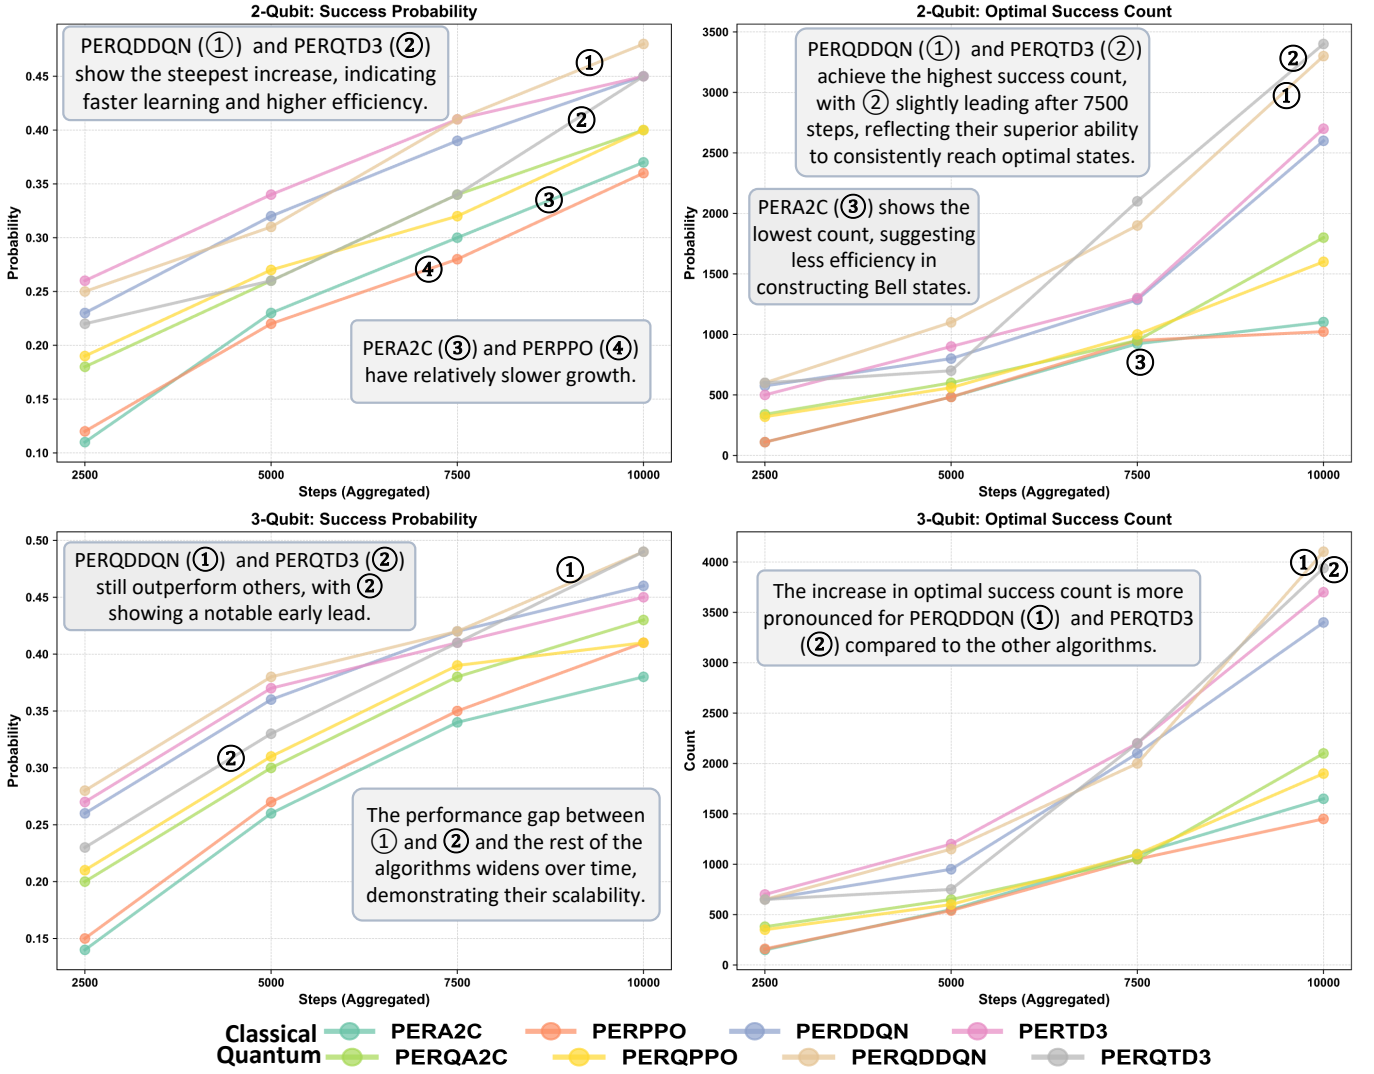 2-Qubit: Success Probability
PERQDDQN (①) and PERQTD3 (②)
show the steepest increase, indicating
faster learning and higher efficiency.
①
②
③
④
PERA2C (③) and PERPPO (④)
have relatively slower growth.
Probability
0.45
0.40
0.35
0.30
0.25
0.20
0.15
0.10
2500
5000
7500
10000
Steps (Aggregated)
2-Qubit: Optimal Success Count
PERQDDQN (①) and PERQTD3 (②)
achieve the highest success count,
with ② slightly leading after 7500
steps, reflecting their superior ability
to consistently reach optimal states.
②
①
PERA2C (③) shows the
lowest count, suggesting
less efficiency in
constructing Bell states.
③
Probability
3500
3000
2500
2000
1500
1000
500
0
2500
5000
7500
10000
Steps (Aggregated)
3-Qubit: Success Probability
PERQDDQN (①) and PERQTD3 (②)
still outperform others, with ②
showing a notable early lead.
①
②
The performance gap between
① and ② and the rest of the
algorithms widens over time,
demonstrating their scalability.
Probability
0.50
0.45
0.40
0.35
0.30
0.25
0.20
0.15
2500
5000
7500
10000
Steps (Aggregated)
3-Qubit: Optimal Success Count
① ②
The increase in optimal success count is more
pronounced for PERQDDQN (①) and PERQTD3
(②) compared to the other algorithms.
Count
4000
3500
3000
2500
2000
1500
1000
500
0
2500
5000
7500
10000
Steps (Aggregated)
Classical PERA2C PERPPO PERDDQN PERTD3
Quantum PERQA2C PERQPPO PERQDDQN PERQTD3